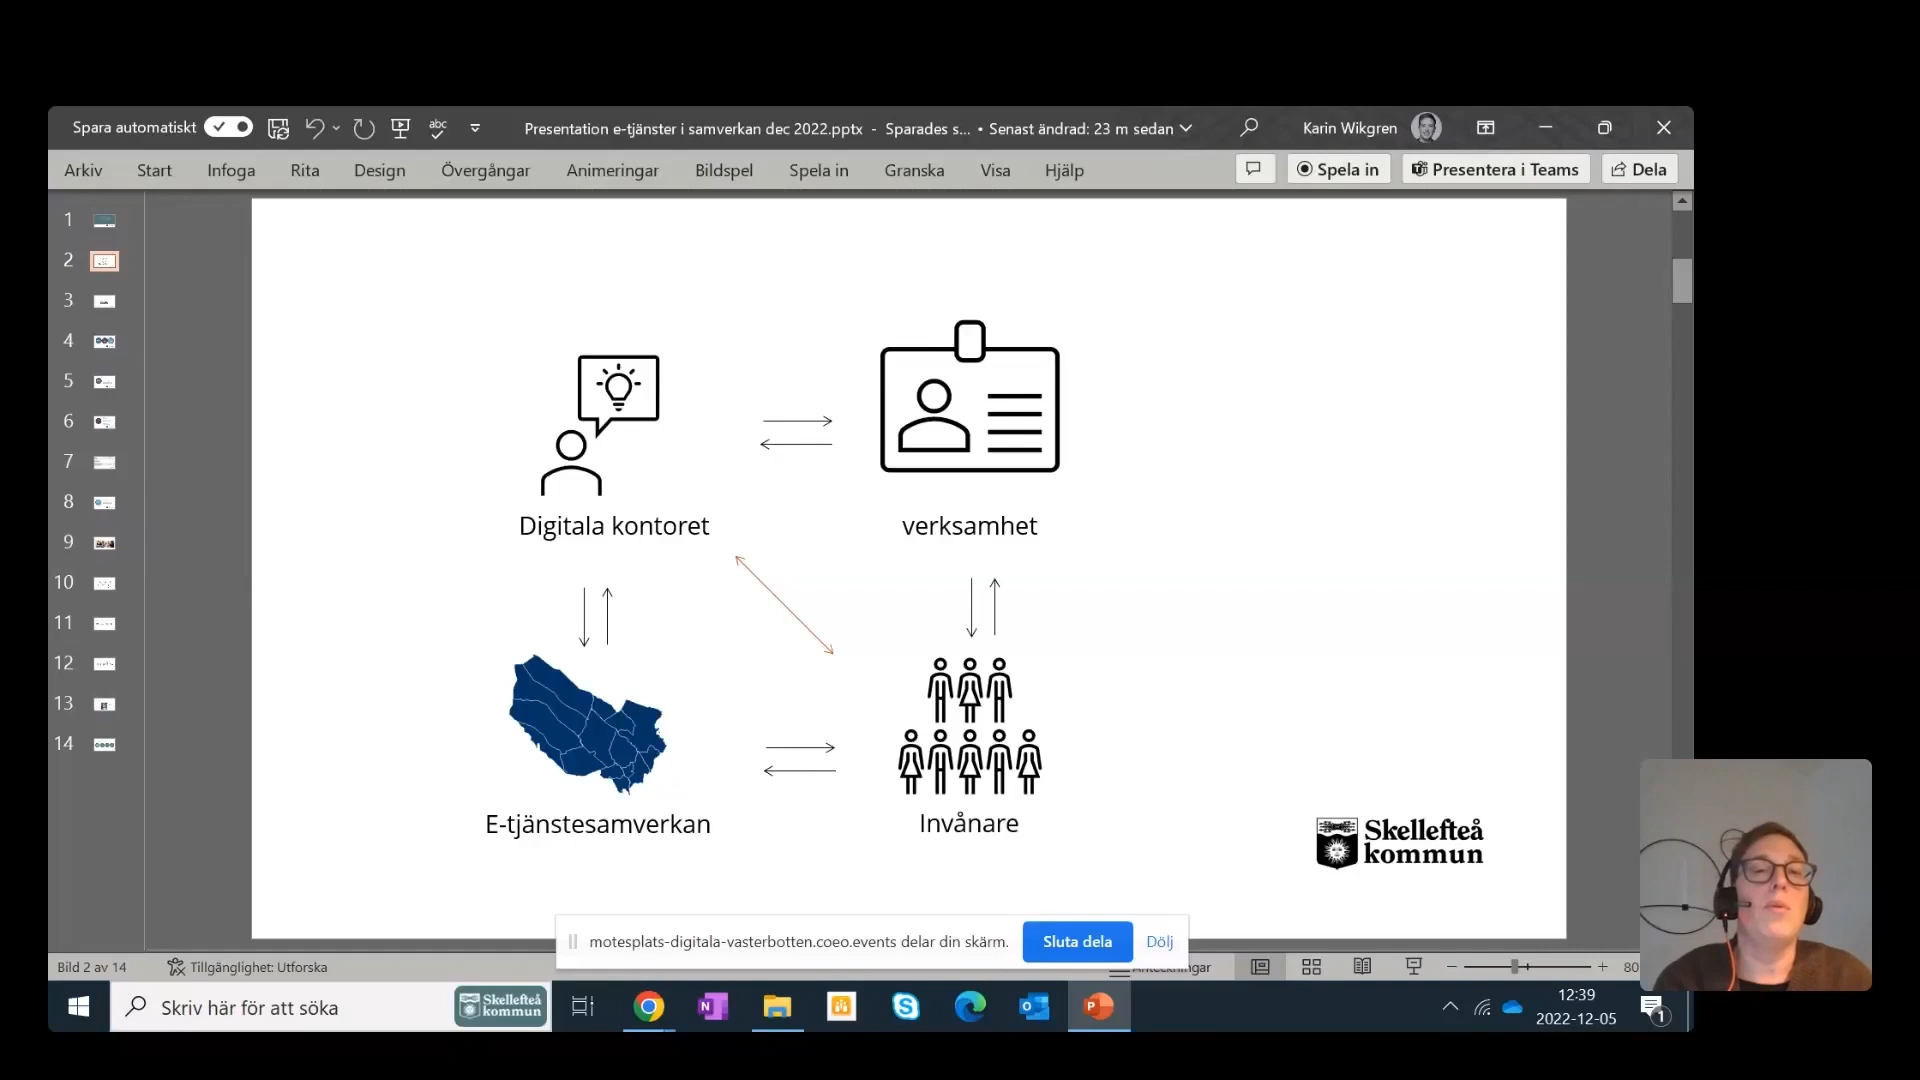 Spara automatiskt
abc
Presentation e-tjänster i samverkan dec 2022.pptx - Sparades s... • Senast ändrad: 23 m sedan
Karin Wikgren
Arkiv Start Infoga Rita Design Övergångar Animeringar Bildspel Spela in Granska Visa Hjälp
Spela in
Presentera i Teams
Dela
1
2
3
4
5
6
7
8
9
10
11
12
13
14
Digitala kontoret
verksamhet
E-tjänstesamverkan
Invånare
Skellefteå
kommun
motesplats-digitala-vasterbotten.coeo.events delar din skärm.
Sluta dela
Dölj
Bild 2 av 14
Tillgänglighet: Utforska
Anteckningar
80
Skriv här för att söka
Skellefteå
kommun
12:39
2022-12-05
1